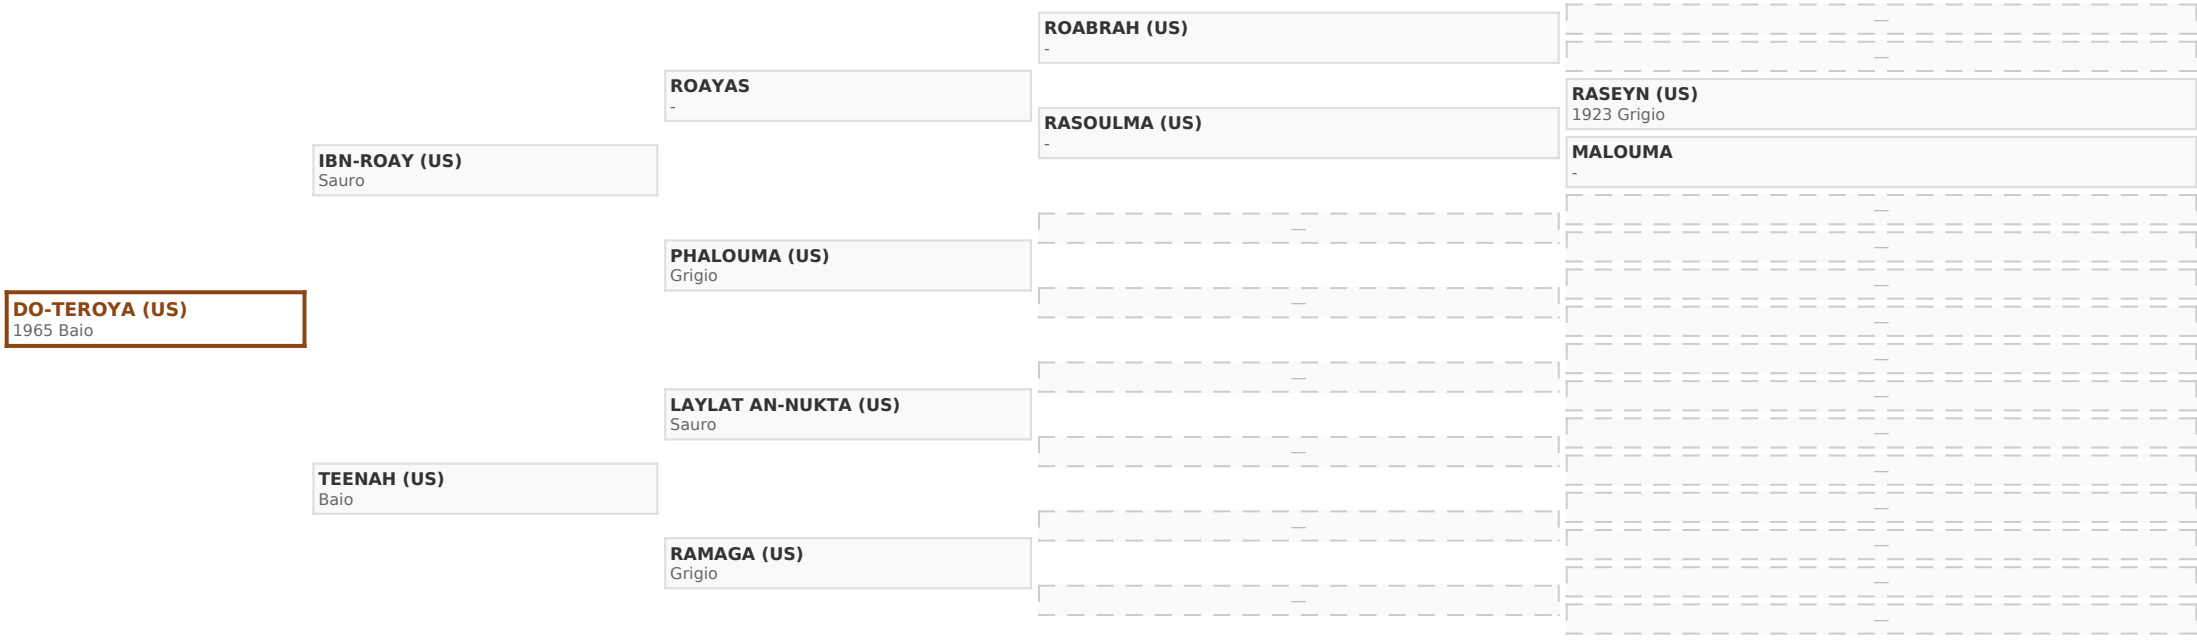 DO-TEROYA (US)
1965 Baio
IBN-ROAY (US)
Sauro
TEENAH (US)
Baio
ROAYAS
-
PHALOUMA (US)
Grigio
LAYLAT AN-NUKTA (US)
Sauro
RAMAGA (US)
Grigio
ROABRAH (US)
-
RASOULMA (US)
-
—
—
—
—
—
—
—
—
RASEYN (US)
1923 Grigio
MALOUMA
-
—
—
—
—
—
—
—
—
—
—
—
—